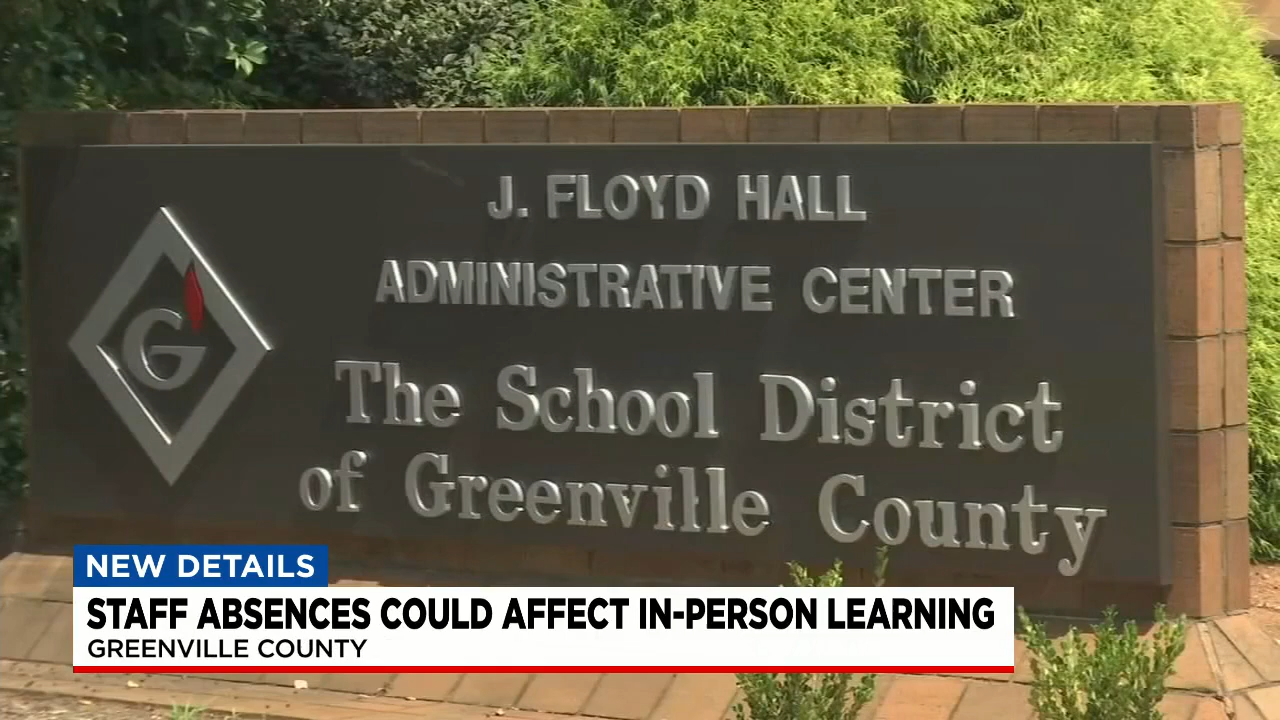 J. FLOYD HALL
ADMINISTRATIVE CENTER
G
The School District
of Greenville County
NEW DETAILS
STAFF ABSENCES COULD AFFECT IN-PERSON LEARNING
GREENVILLE COUNTY